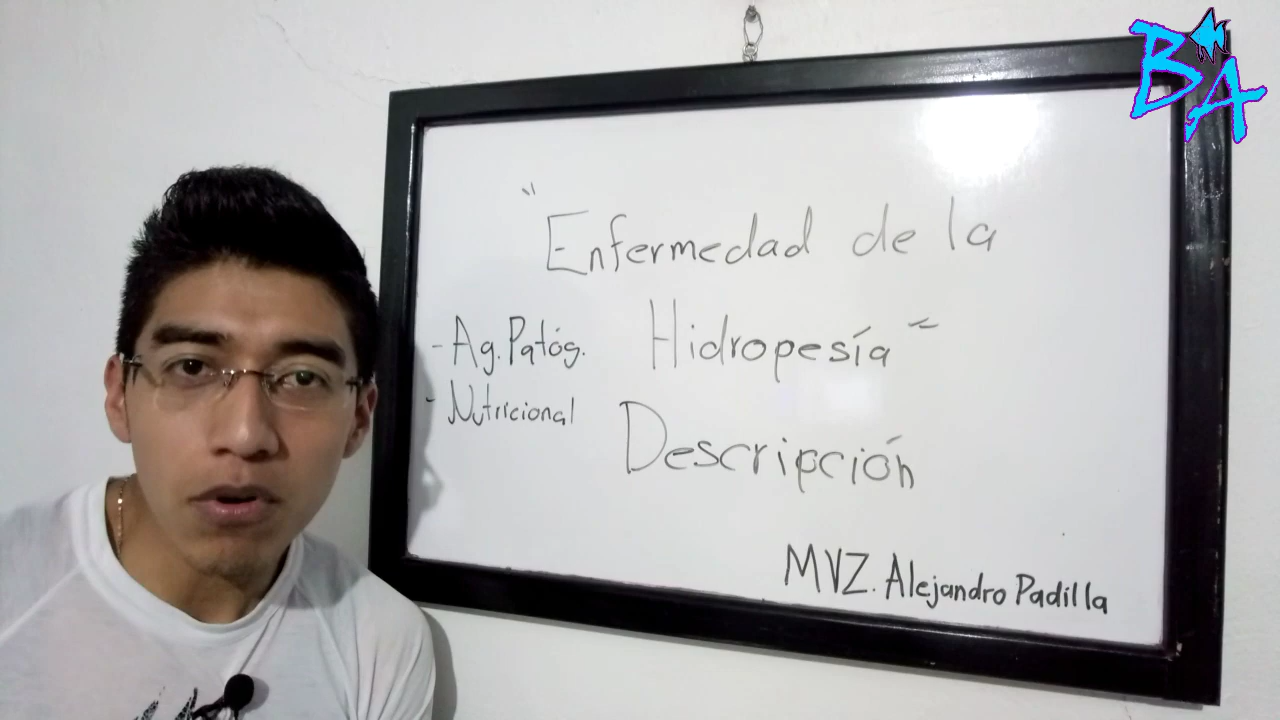 BA
"Enfermedad de la
Hidropesía"
- Ag. Patóg.
- Nutricional
Descripción
MVZ. Alejandro Padilla